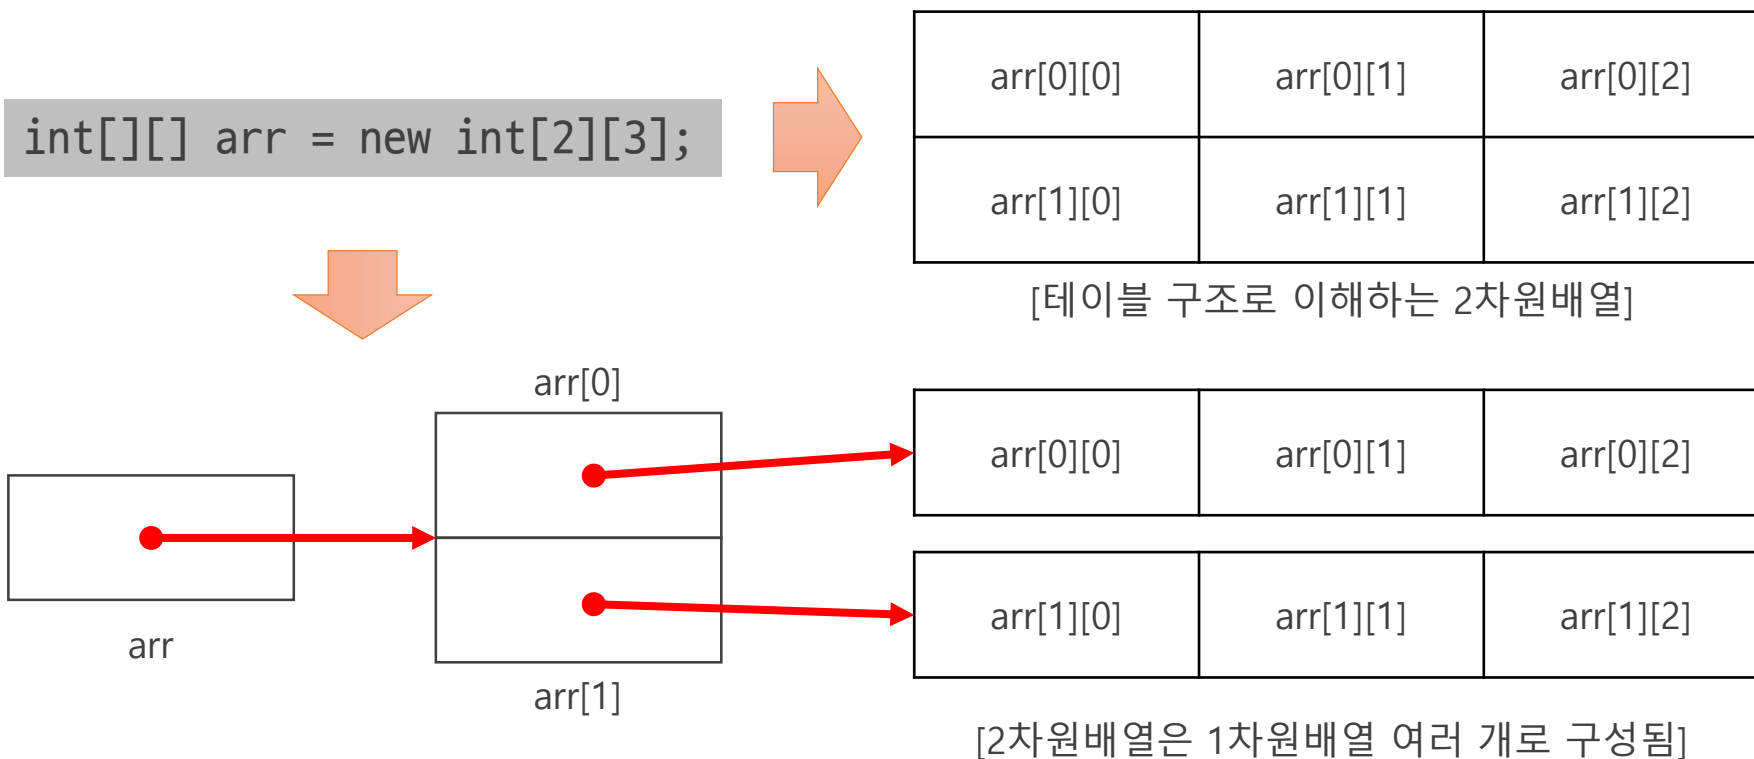 int[][] arr = new int[2][3];
arr[0][0] arr[0][1] arr[0][2]
arr[1][0] arr[1][1] arr[1][2]
[테이블 구조로 이해하는 2차원배열]
arr[0]
arr[0][0] arr[0][1] arr[0][2]
arr[1][0] arr[1][1] arr[1][2]
arr
arr[1]
[2차원배열은 1차원배열 여러 개로 구성됨]